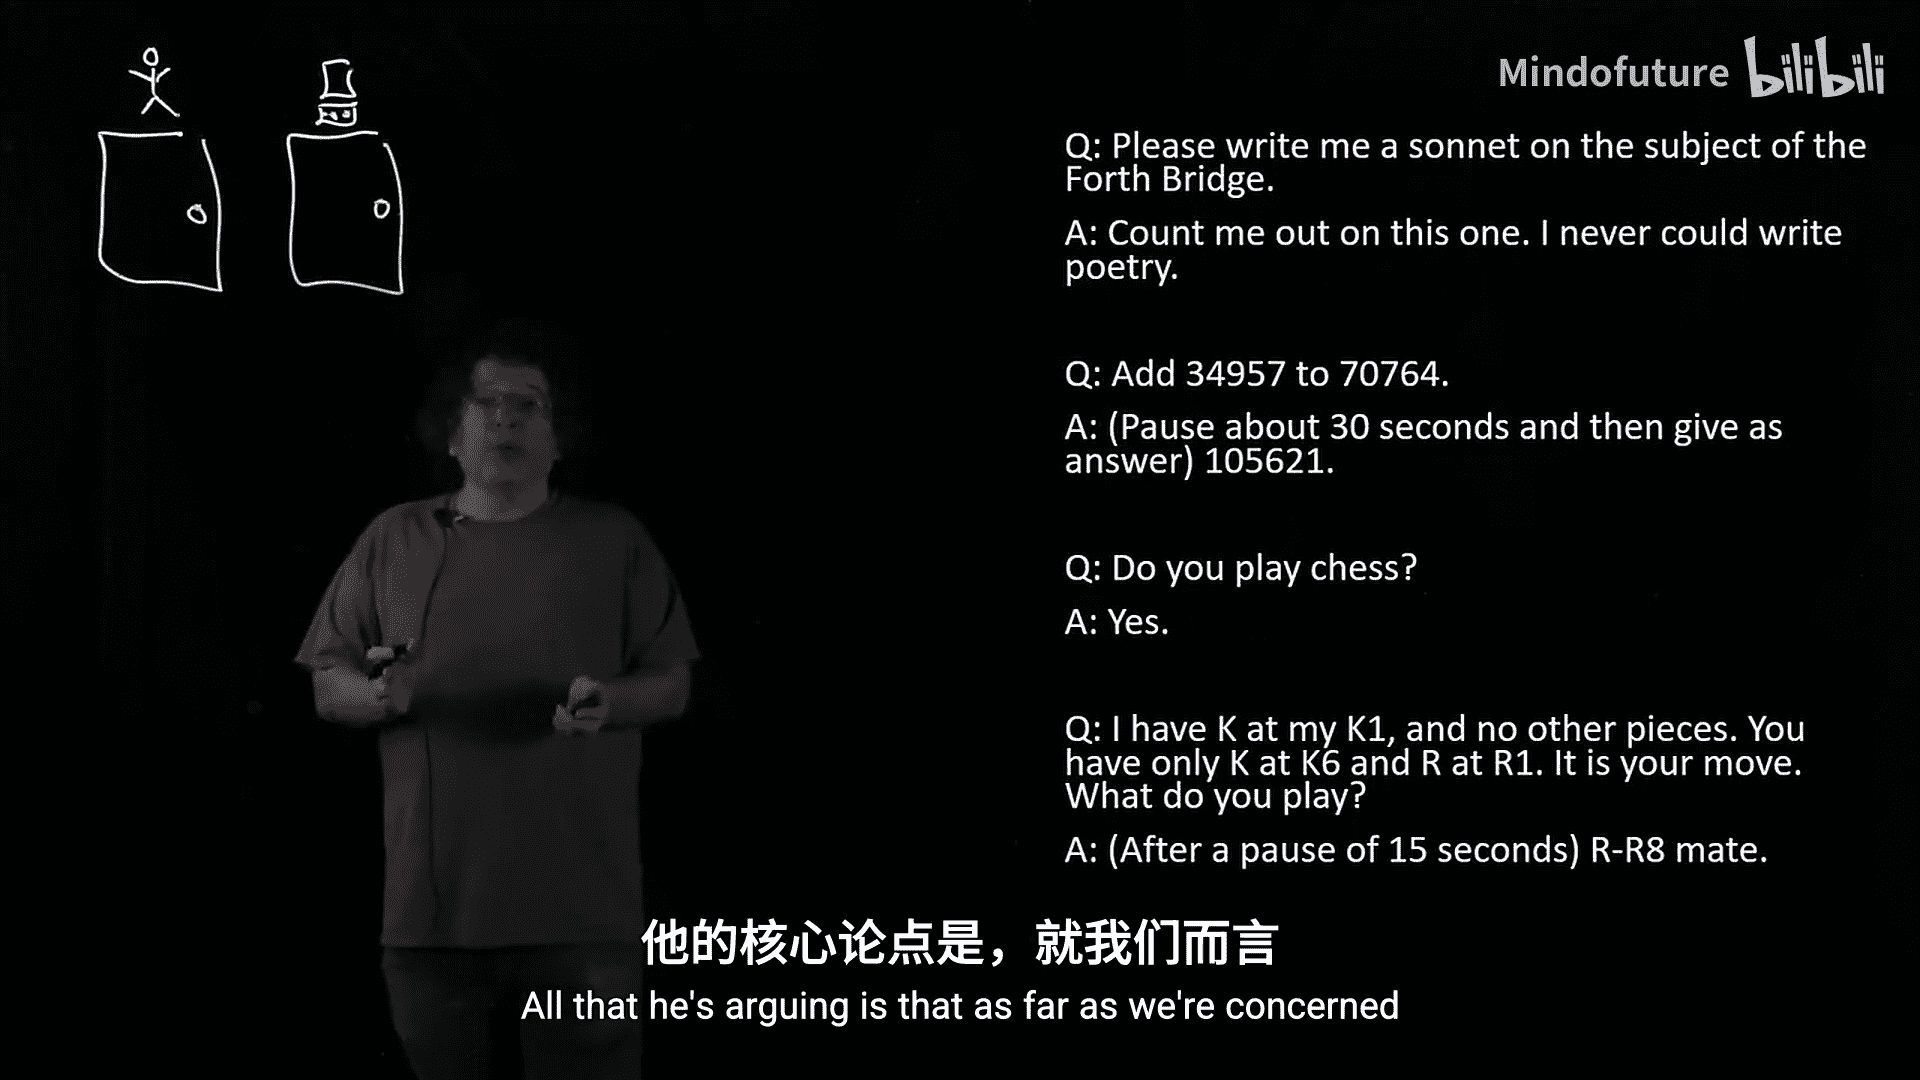 Mindofuture bilibili
Q: Please write me a sonnet on the subject of the
Forth Bridge.
A: Count me out on this one. I never could write
poetry.
Q: Add 34957 to 70764.
A: (Pause about 30 seconds and then give as
answer) 105621.
Q: Do you play chess?
A: Yes.
Q: I have K at my K1, and no other pieces. You
have only K at K6 and R at R1. It is your move.
What do you play?
A: (After a pause of 15 seconds) R-R8 mate.
他的核心论点是，就我们而言
All that he's arguing is that as far as we're concerned